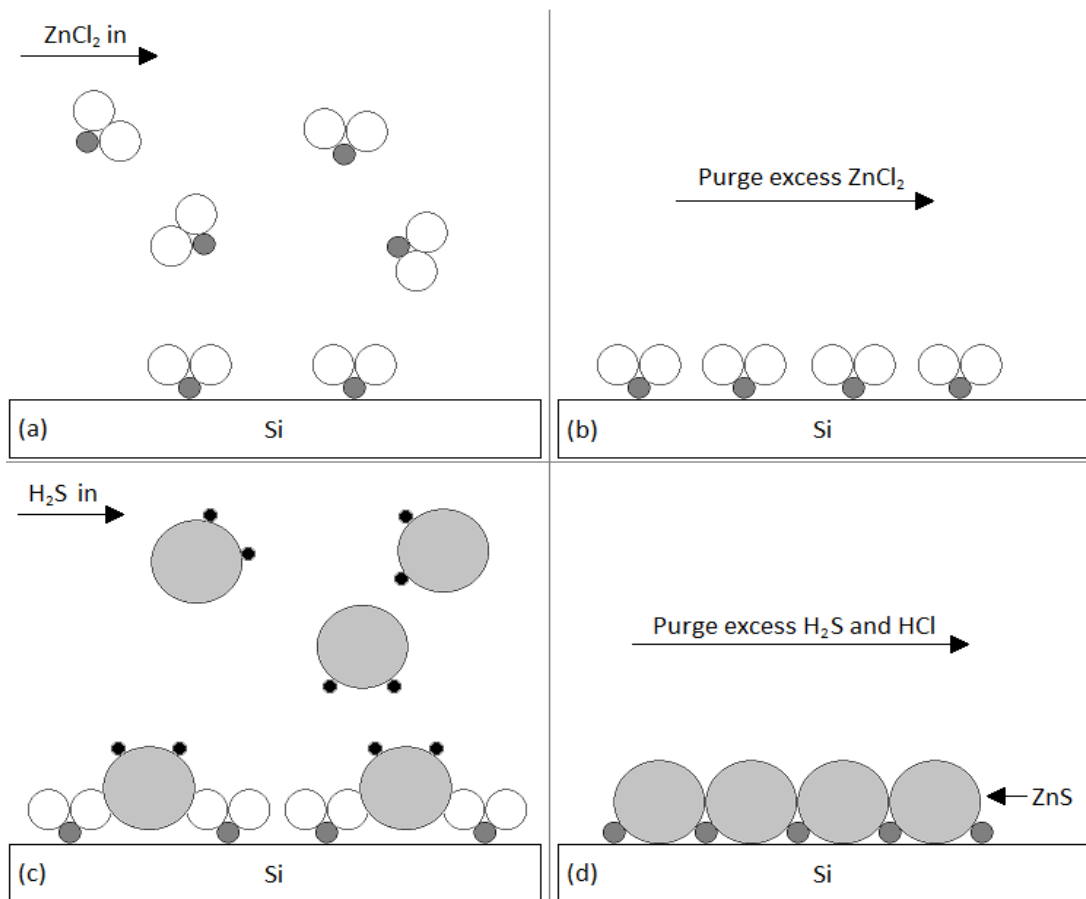 ZnCl₂ in
(a)
Si
Purge excess ZnCl₂
(b)
Si
H₂S in
(c)
Si
Purge excess H₂S and HCl
ZnS
(d)
Si